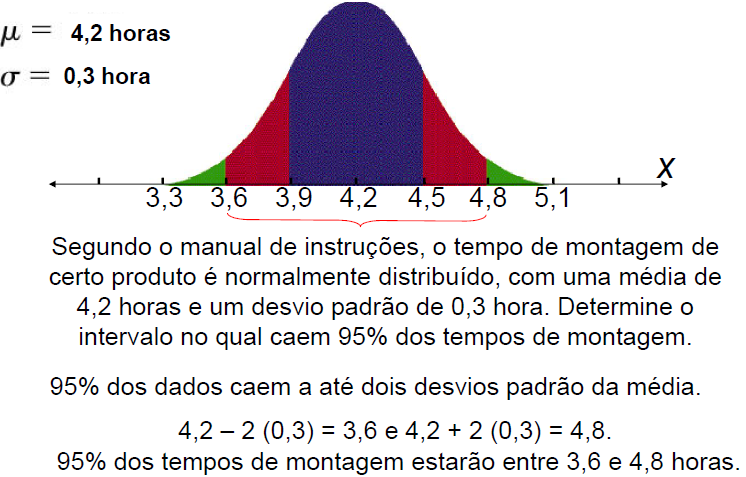 μ = 4,2 horas
σ = 0,3 hora
x
3,3 3,6 3,9 4,2 4,5 4,8 5,1
Segundo o manual de instruções, o tempo de montagem de
certo produto é normalmente distribuído, com uma média de
4,2 horas e um desvio padrão de 0,3 hora. Determine o
intervalo no qual caem 95% dos tempos de montagem.
95% dos dados caem a até dois desvios padrão da média.
4,2 – 2 (0,3) = 3,6 e 4,2 + 2 (0,3) = 4,8.
95% dos tempos de montagem estarão entre 3,6 e 4,8 horas.